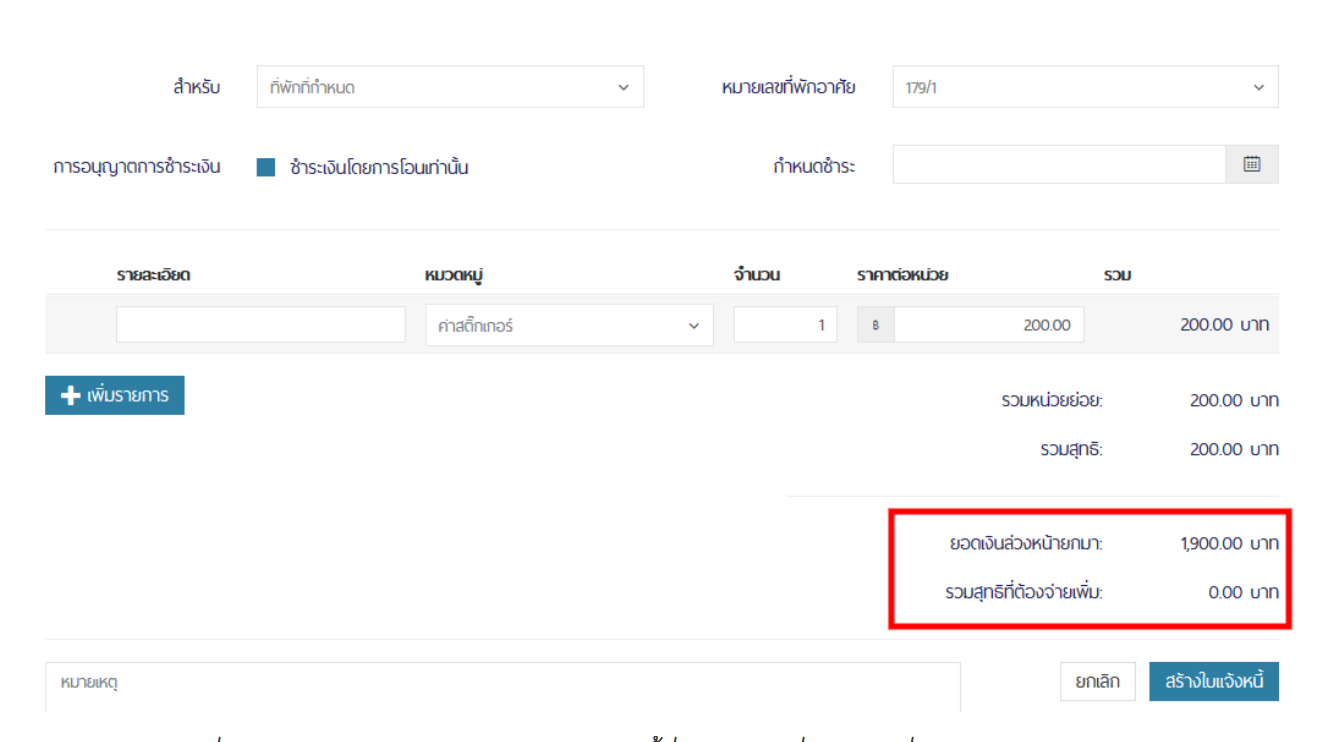 สำหรับ ที่พักที่กำหนด หมายเลขที่พักอาศัย 179/1
การอนุญาตการชำระเงิน ชำระเงินโดยการโอนเท่านั้น กำหนดชำระ
รายละเอียด หมวดหมู่ จำนวน ราคาต่อหน่วย รวม
ค่าสติ๊กเกอร์ 1 ฿ 200.00 200.00 บาท
เพิ่มรายการ รวมหน่วยย่อย: 200.00 บาท
รวมสุทธิ: 200.00 บาท
ยอดเงินล่วงหน้ายกมา: 1,900.00 บาท
รวมสุทธิที่ต้องจ่ายเพิ่ม: 0.00 บาท
หมายเหตุ ยกเลิก สร้างใบแจ้งหนี้